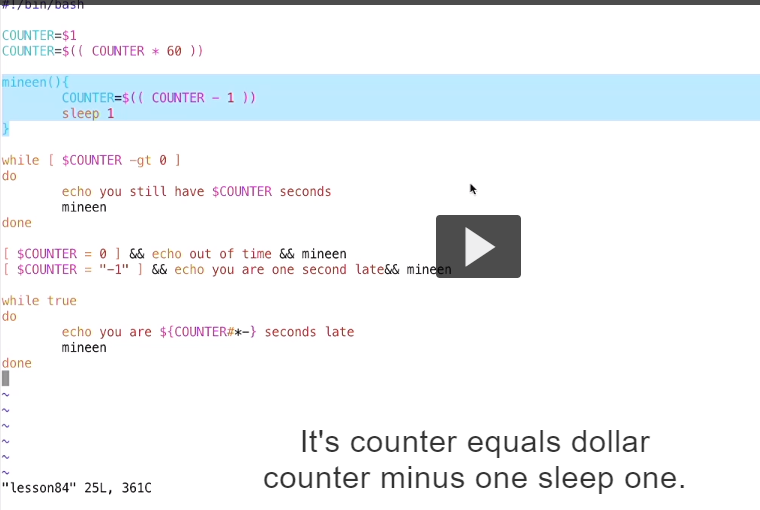 #!/bin/bash
COUNTER=$1
COUNTER=$(( COUNTER * 60 ))
mineen(){
COUNTER=$(( COUNTER - 1 ))
sleep 1
}
while [ $COUNTER -gt 0 ]
do
echo you still have $COUNTER seconds
mineen
done
[ $COUNTER = 0 ] && echo out of time && mineen
[ $COUNTER = "-1" ] && echo you are one second late&& mineen
while true
do
echo you are ${COUNTER#*-} seconds late
mineen
done
~
~
~
~
~
~
It's counter equals dollar
counter minus one sleep one.
"lesson84" 25L, 361C